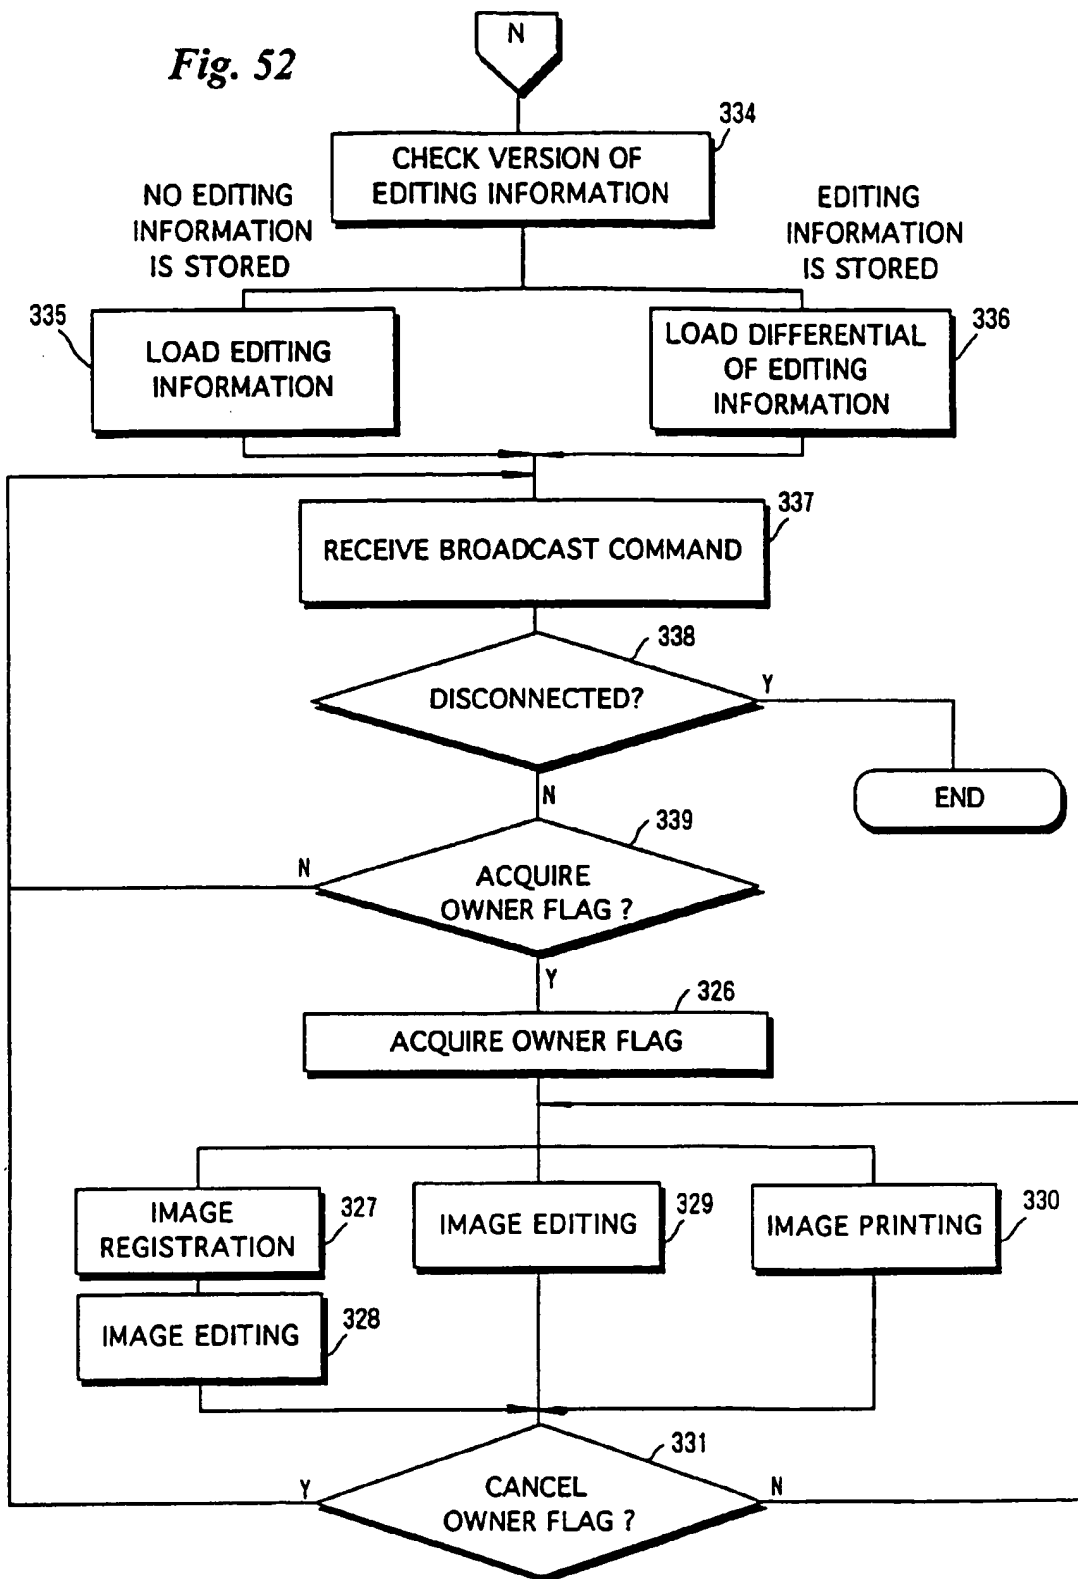 Fig. 52
N
334
CHECK VERSION OF
EDITING INFORMATION
NO EDITING
INFORMATION
IS STORED
EDITING
INFORMATION
IS STORED
335
LOAD EDITING
INFORMATION
LOAD DIFFERENTIAL
OF EDITING
INFORMATION
336
337
RECEIVE BROADCAST COMMAND
338
DISCONNECTED?
Y
N
END
339
N
ACQUIRE
OWNER FLAG ?
Y
326
ACQUIRE OWNER FLAG
IMAGE
REGISTRATION
327
IMAGE EDITING
329
IMAGE PRINTING
330
IMAGE EDITING
328
331
Y
CANCEL
OWNER FLAG ?
N